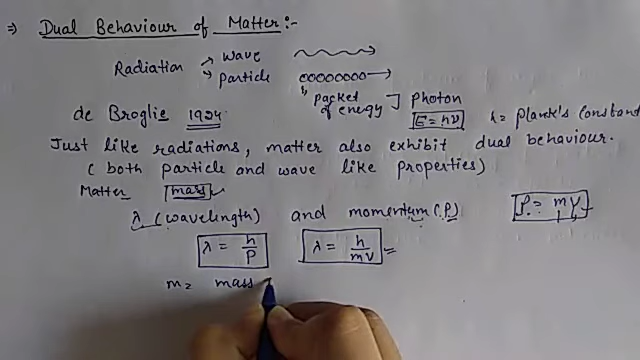 ⇒ Dual Behaviour of Matter:-
Radiation → wave
→ Particle
packet of energy ] Photon
de Broglie 1924 E = hν h = plank's constant
Just like radiations, matter also exhibit dual behaviour.
( both particle and wave like properties)
Matter mass
λ (wavelength) and momentum (P) P = mv
λ = h/P λ = h/mv =
m = mass